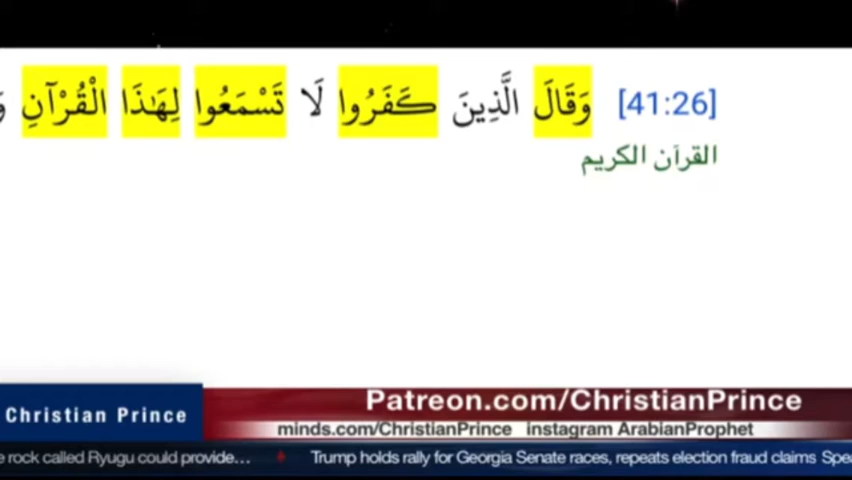 [41:26] وَقَالَ الَّذِينَ كَفَرُوا لَا تَسْمَعُوا لِهَٰذَا الْقُرْآنِ
القرآن الكريم
Patreon.com/ChristianPrince
Christian Prince
minds.com/ChristianPrince instagram ArabianProphet
rock called Ryugu could provide... Trump holds rally for Georgia Senate races, repeats election fraud claims